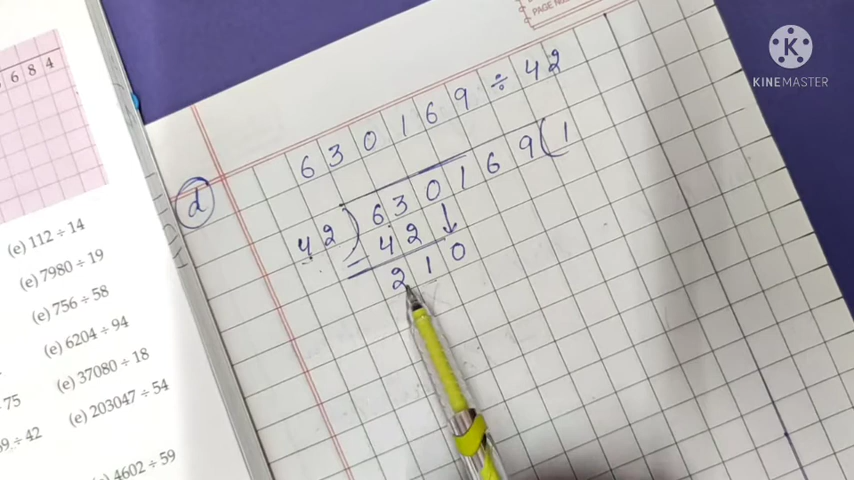 PAGE NO.
K
KINEMASTER
684
630169 ÷ 42
d
42)630169(1
- 42
210
(e) 112 ÷ 14
(e) 7980 ÷ 19
(e) 756 ÷ 58
(e) 6204 ÷ 94
(e) 37080 ÷ 18
75
(e) 203047 ÷ 54
69 ÷ 42
4602 ÷ 59